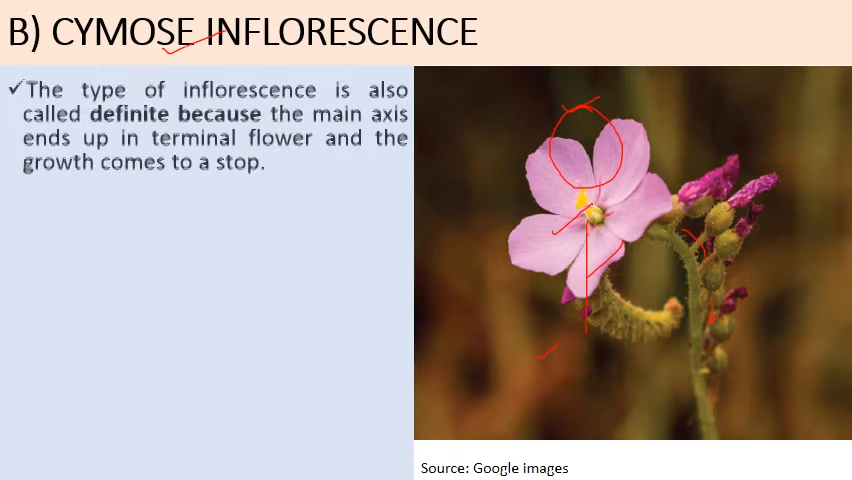 B) CYMOSE INFLORESCENCE
✓The type of inflorescence is also
called definite because the main axis
ends up in terminal flower and the
growth comes to a stop.
Source: Google images